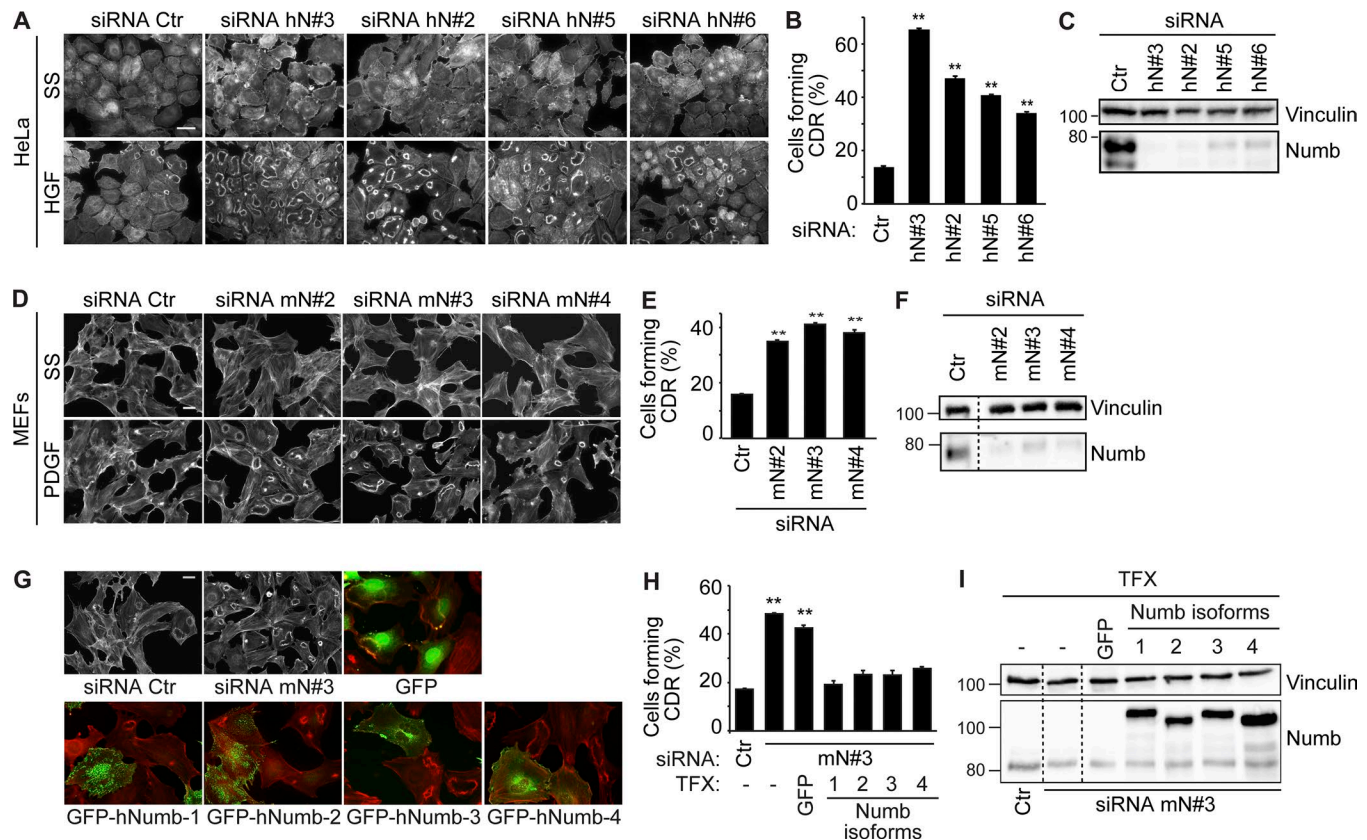 A
siRNA Ctr siRNA hN#3 siRNA hN#2 siRNA hN#5 siRNA hN#6
HeLa
SS
HGF
B
Cells forming
CDR (%)
60
40
20
0
** ** ** **
siRNA: Ctr hN#3 hN#2 hN#5 hN#6
C
siRNA
Ctr hN#3 hN#2 hN#5 hN#6
100 Vinculin
80 Numb
D
siRNA Ctr siRNA mN#2 siRNA mN#3 siRNA mN#4
MEFs
SS
PDGF
E
Cells forming
CDR (%)
60
40
20
0
** ** **
Ctr mN#2 mN#3 mN#4
siRNA
F
siRNA
Ctr mN#2 mN#3 mN#4
100 Vinculin
80 Numb
G
siRNA Ctr siRNA mN#3 GFP
GFP-hNumb-1 GFP-hNumb-2 GFP-hNumb-3 GFP-hNumb-4
H
Cells forming
CDR (%)
60
40
20
0
** **
siRNA: Ctr mN#3
TFX: - - GFP 1 2 3 4
Numb
isoforms
I
TFX
Numb isoforms
- - GFP 1 2 3 4
100 Vinculin
100 Numb
80
Ctr siRNA mN#3